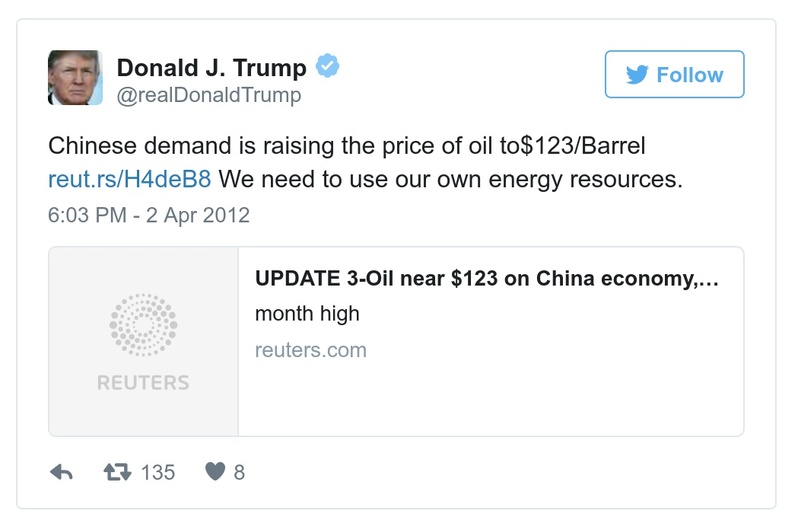 Donald J. Trump
@realDonaldTrump
Follow
Chinese demand is raising the price of oil to$123/Barrel
reut.rs/H4deB8 We need to use our own energy resources.
6:03 PM - 2 Apr 2012
UPDATE 3-Oil near $123 on China economy,...
month high
reuters.com
REUTERS
135
8